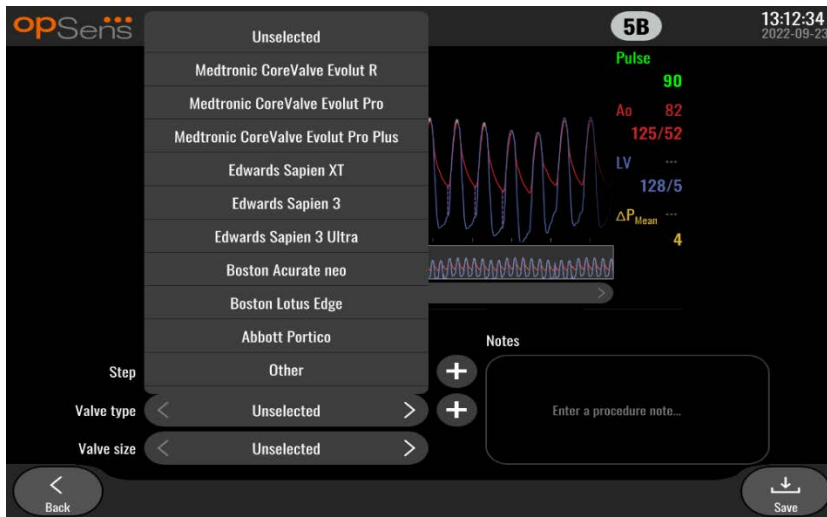 opSens
5B
13:12:34
2022-09-23
Unselected
Medtronic CoreValve Evolut R
Medtronic CoreValve Evolut Pro
Medtronic CoreValve Evolut Pro Plus
Edwards Sapien XT
Edwards Sapien 3
Edwards Sapien 3 Ultra
Boston Acurate neo
Boston Lotus Edge
Abbott Portico
Other
Pulse
90
Ao 82
125/52
LV ---
128/5
ΔPMean ---
4
Step
Valve type Unselected
Valve size Unselected
Notes
Enter a procedure note...
Back
Save